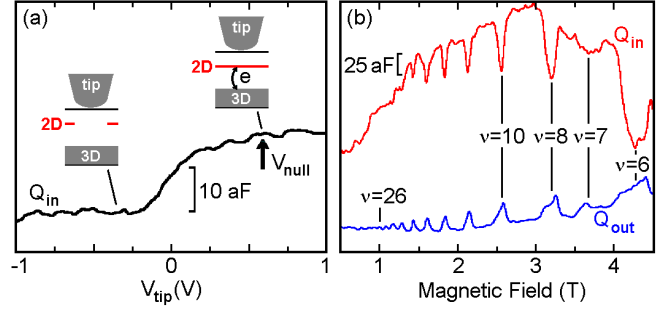 (a)
tip
2D
e
3D
tip
2D
3D
V_null
Q_in
10 aF
-1
0
1
V_tip(V)
(b)
Q_in
25 aF
ν=10
ν=8
ν=7
ν=6
ν=26
Q_out
1
2
3
4
Magnetic Field (T)